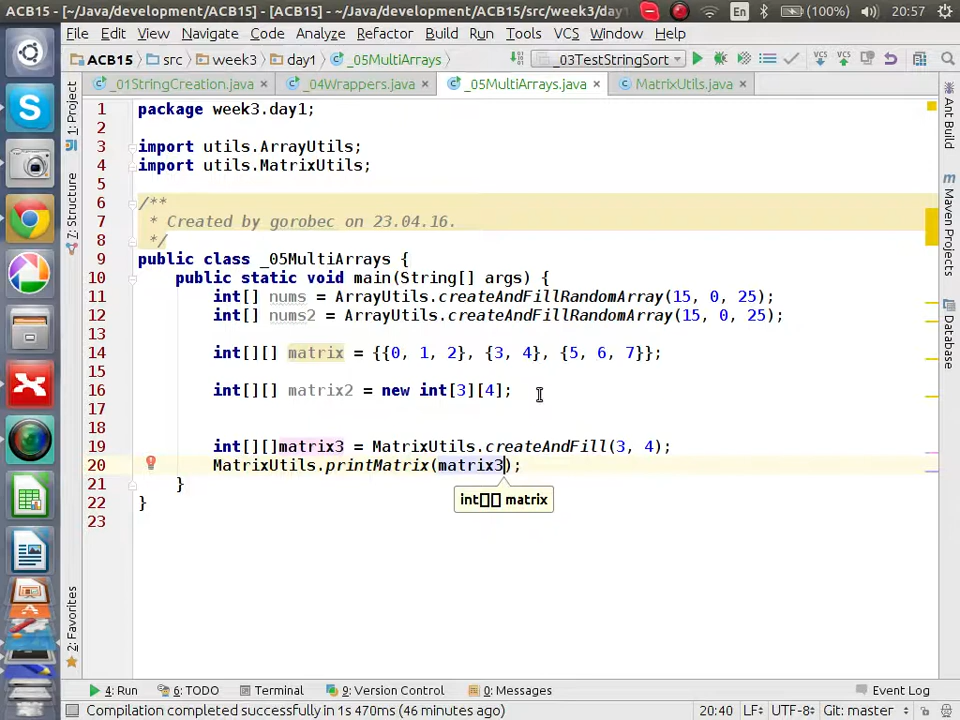 ACB15 - [~/Java/development/ACB15] - [ACB15] - ~/Java/development/ACB15/src/week3/day1
En (100%) 20:57
File Edit View Navigate Code Analyze Refactor Build Run Tools VCS Window Help
ACB15 src week3 day1 _05MultiArrays _03TestStringSort
_01StringCreation.java _04Wrappers.java _05MultiArrays.java MatrixUtils.java
1: Project
7: Structure
2: Favorites
Ant Build
Maven Projects
Database
1 package week3.day1;
2
3 import utils.ArrayUtils;
4 import utils.MatrixUtils;
5
6 /**
7 * Created by gorobec on 23.04.16.
8 */
9 public class _05MultiArrays {
10 public static void main(String[] args) {
11 int[] nums = ArrayUtils.createAndFillRandomArray(15, 0, 25);
12 int[] nums2 = ArrayUtils.createAndFillRandomArray(15, 0, 25);
13
14 int[][] matrix = {{0, 1, 2}, {3, 4}, {5, 6, 7}};
15
16 int[][] matrix2 = new int[3][4];
17
18
19 int[][]matrix3 = MatrixUtils.createAndFill(3, 4);
20 MatrixUtils.printMatrix(matrix3);
21 }
22 }
23
int[][] matrix
4: Run 6: TODO Terminal 9: Version Control 0: Messages Event Log
Compilation completed successfully in 1s 470ms (46 minutes ago) 20:40 LF UTF-8 Git: master